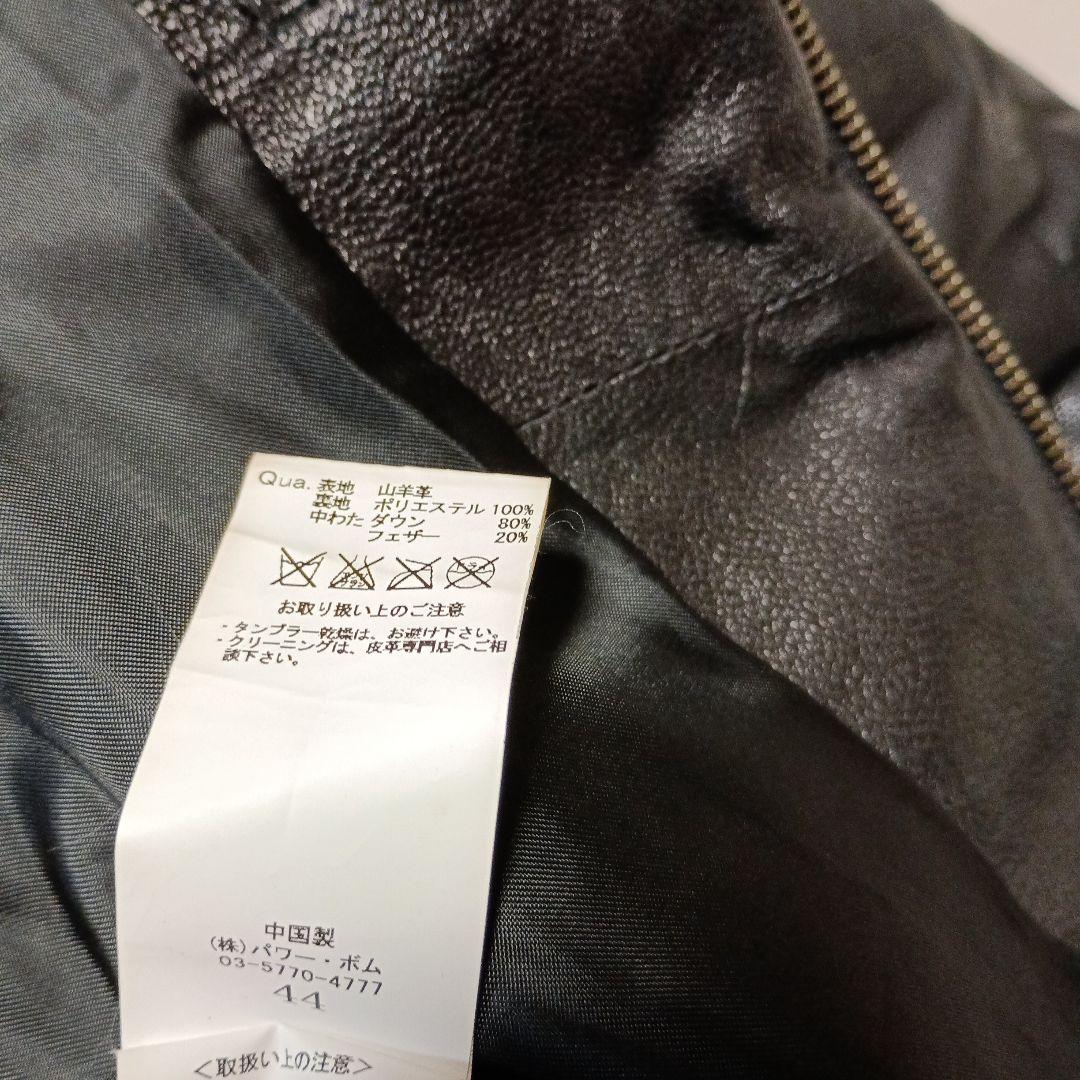 Qua. 表地 山羊革
裏地 ポリエステル 100%
中わた ダウン 80%
フェザー 20%
お取り扱い上のご注意
・タンブラー乾燥は、お避け下さい。
・クリーニングは、皮革専門店へご相
談下さい。
中国製
(株)パワー・ボム
03-5770-4777
44
<取扱い上の注意>